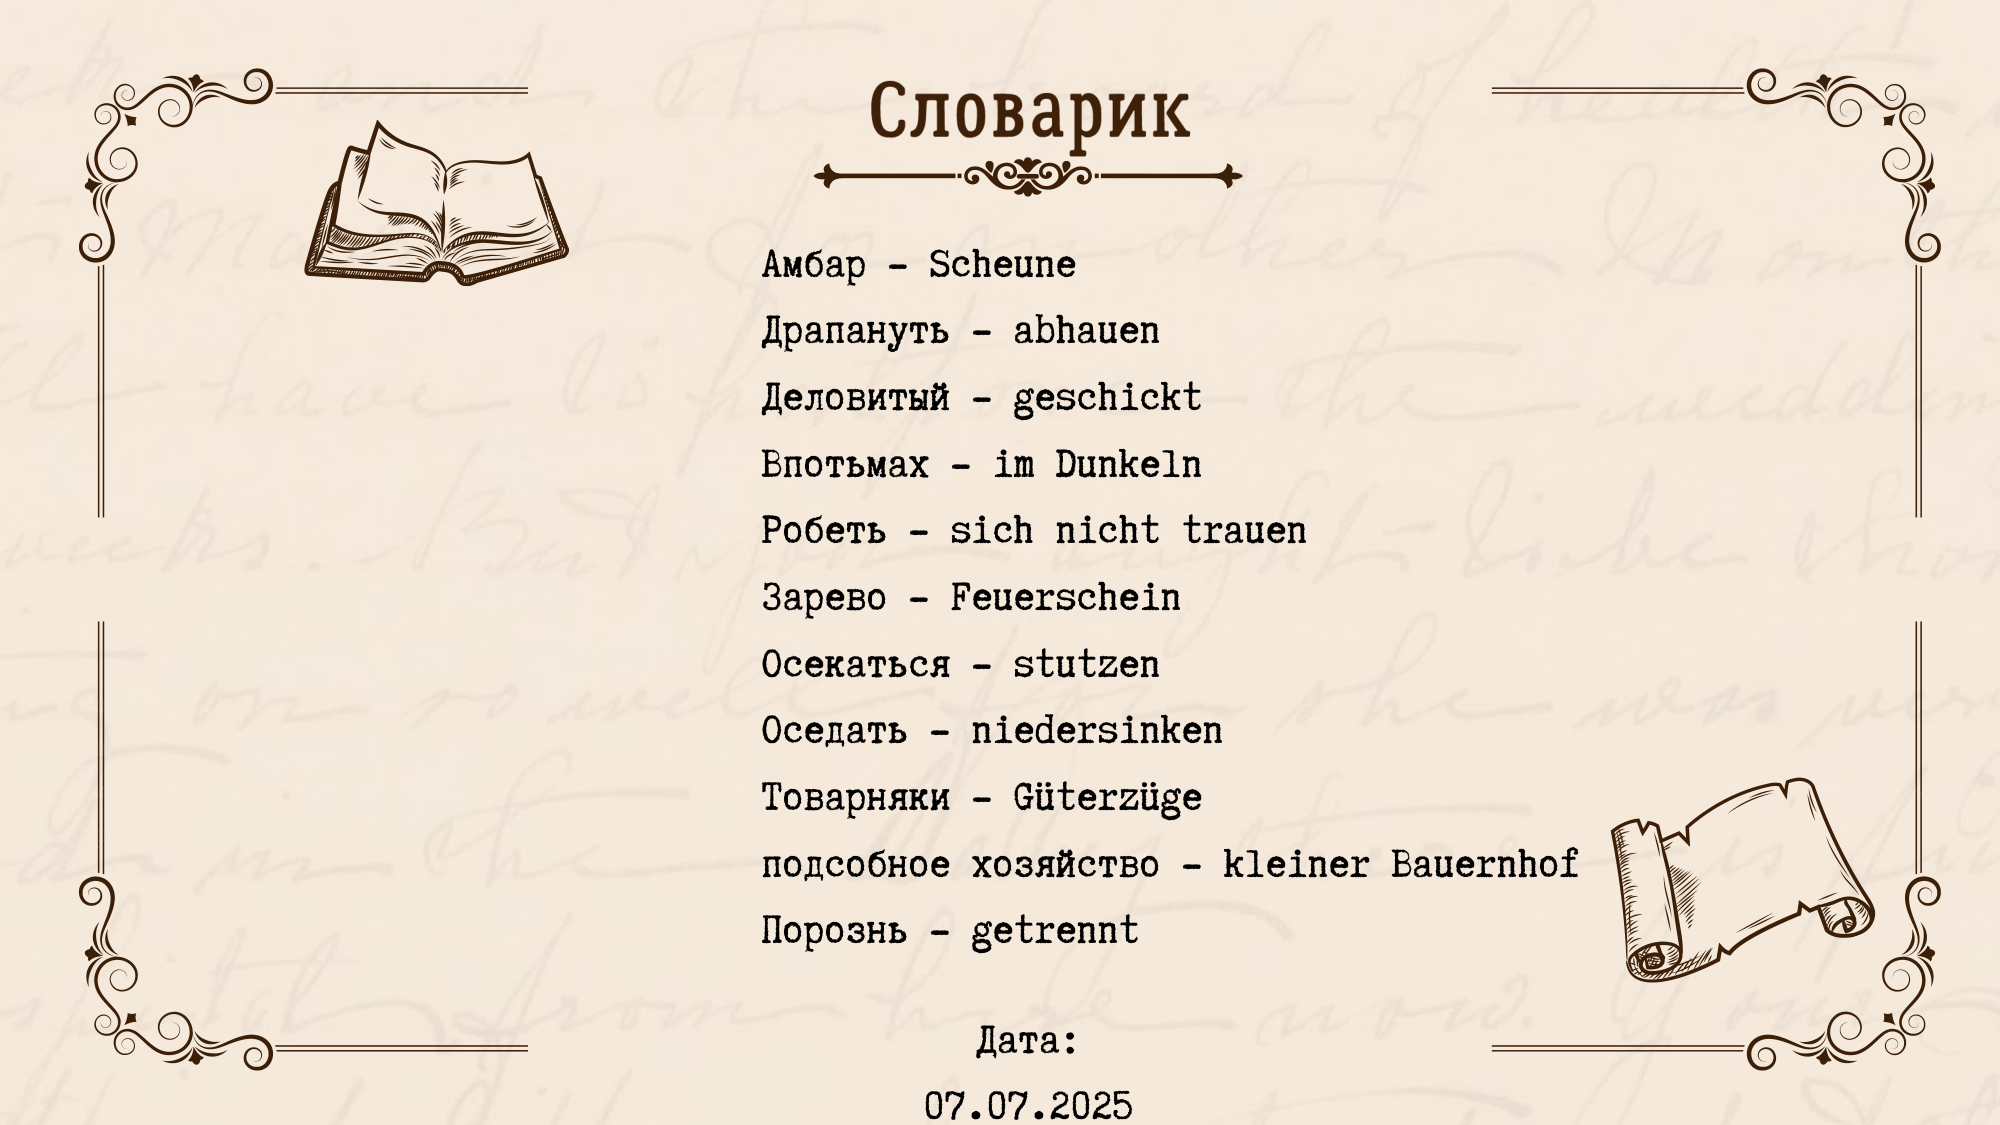 Словарик
Амбар - Scheune
Драпануть - abhauen
Деловитый - geschickt
Впотьмах - im Dunkeln
Робеть - sich nicht trauen
Зарево - Feuerschein
Осекаться - stutzen
Оседать - niedersinken
Товарняки - Güterzüge
подсобное хозяйство - kleiner Bauernhof
Порознь - getrennt
Дата:
07.07.2025